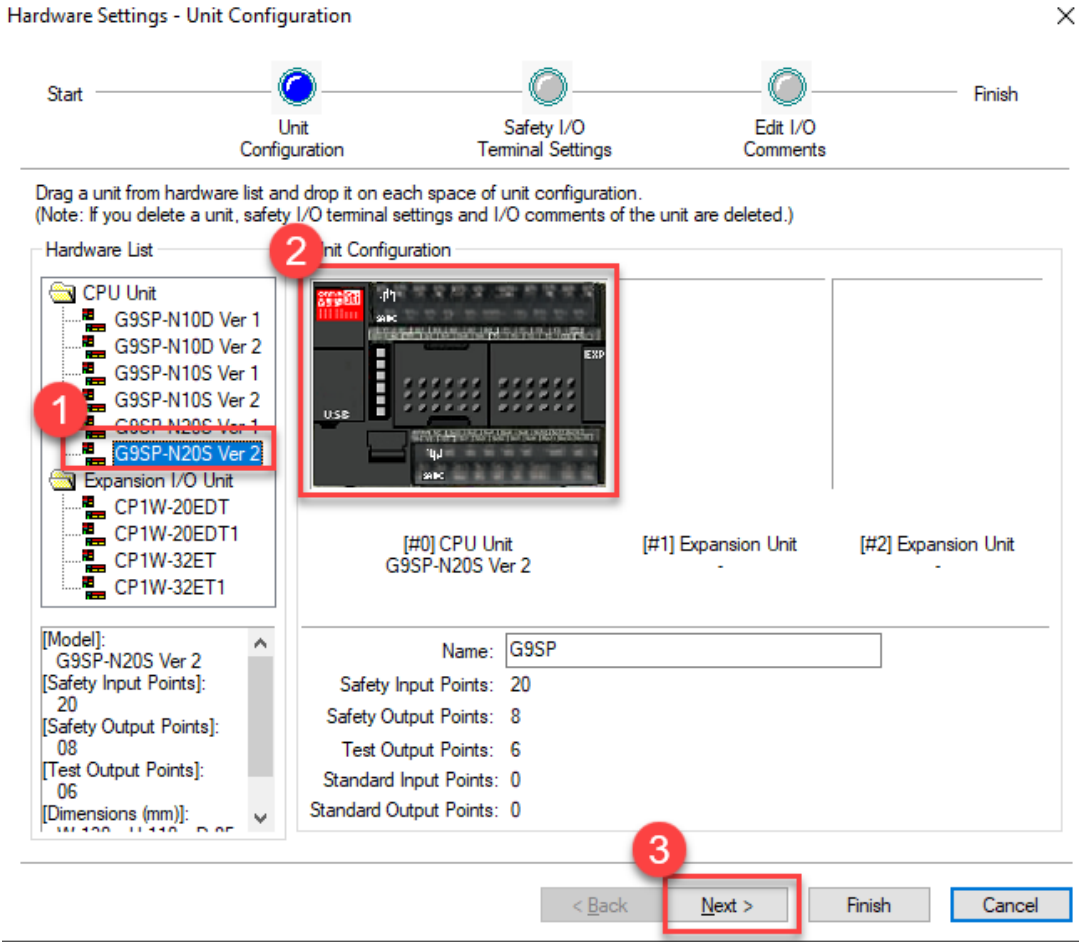 Hardware Settings - Unit Configuration
Start
Unit
Configuration
Safety I/O
Terminal Settings
Edit I/O
Comments
Finish
Drag a unit from hardware list and drop it on each space of unit configuration.
(Note: If you delete a unit, safety I/O terminal settings and I/O comments of the unit are deleted.)
Hardware List
CPU Unit
G9SP-N10D Ver 1
G9SP-N10D Ver 2
G9SP-N10S Ver 1
G9SP-N10S Ver 2
G9SP-N20S Ver 1
1
G9SP-N20S Ver 2
Expansion I/O Unit
CP1W-20EDT
CP1W-20EDT1
CP1W-32ET
CP1W-32ET1
2
nit Configuration
EXP
USB
[#0] CPU Unit
G9SP-N20S Ver 2
[#1] Expansion Unit
-
[#2] Expansion Unit
-
[Model]:
G9SP-N20S Ver 2
[Safety Input Points]:
20
[Safety Output Points]:
08
[Test Output Points]:
06
[Dimensions (mm)]:
Name: G9SP
Safety Input Points: 20
Safety Output Points: 8
Test Output Points: 6
Standard Input Points: 0
Standard Output Points: 0
3
< Back
Next >
Finish
Cancel